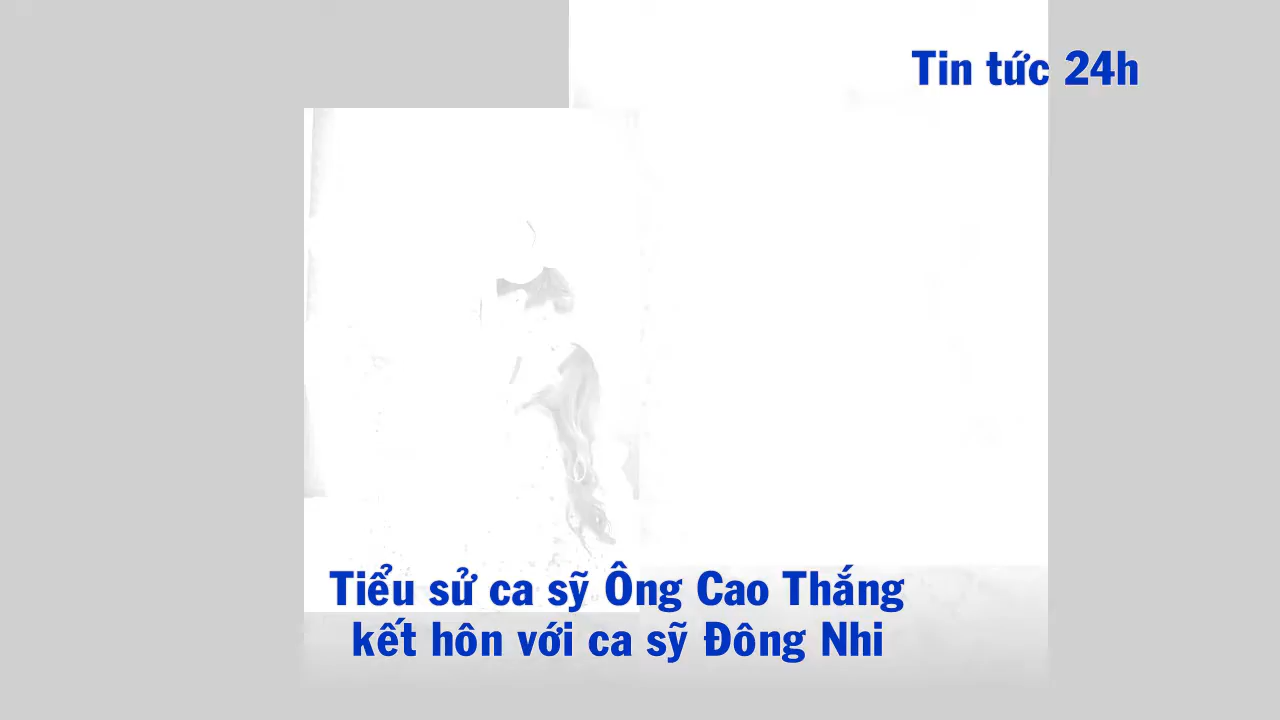 Tin tức 24h
Tiểu sử ca sỹ Ông Cao Thắng
kết hôn với ca sỹ Đông Nhi